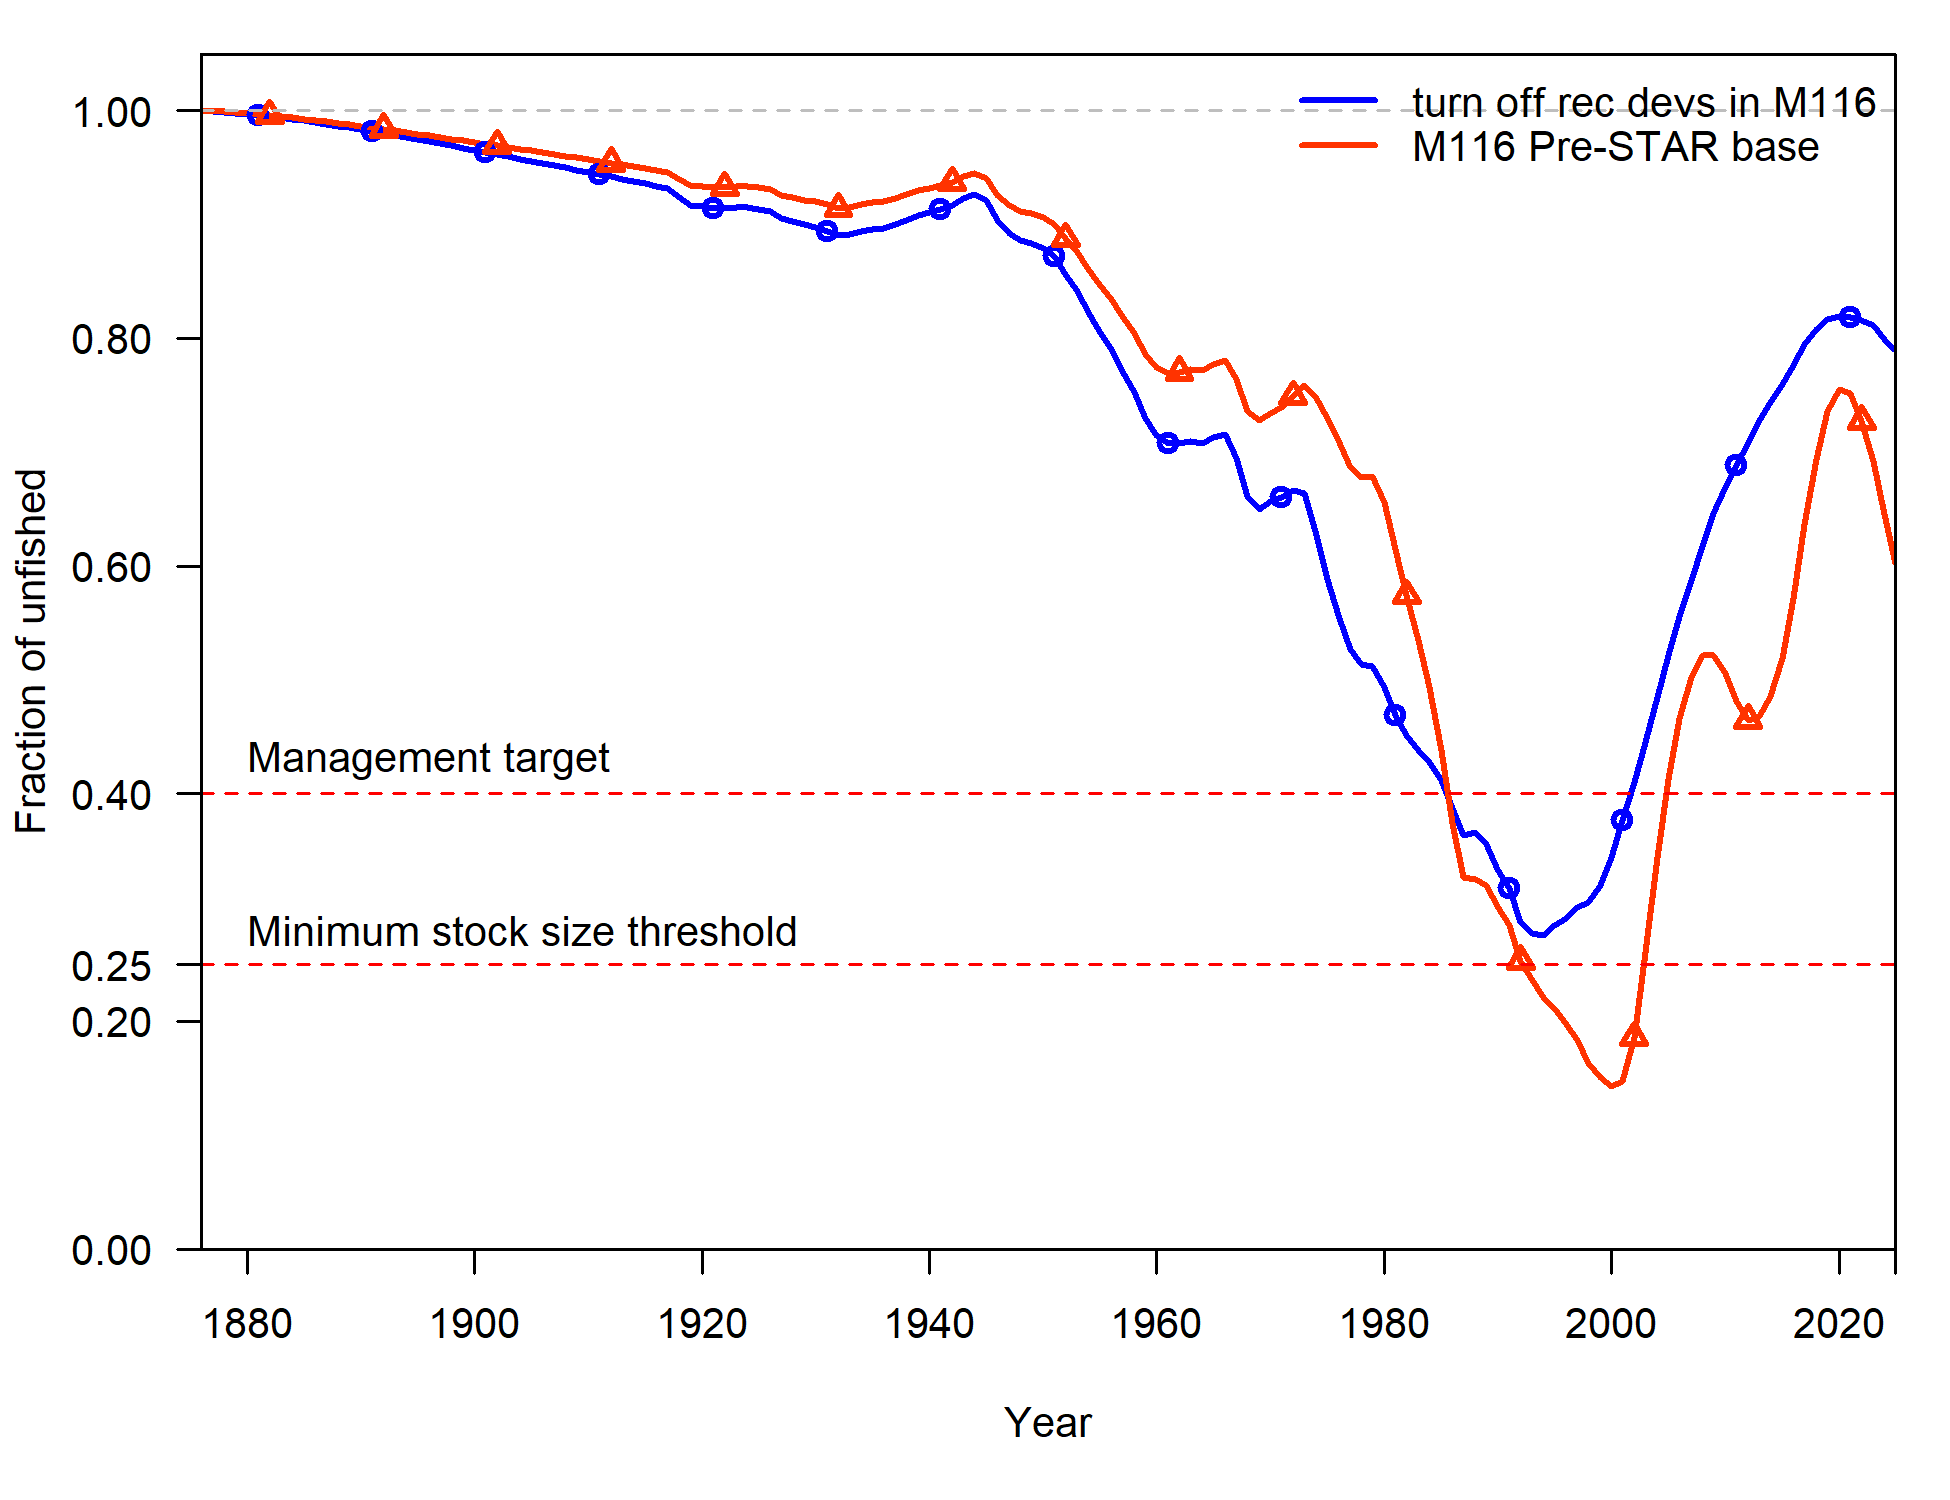 turn off rec devs in M116
M116 Pre-STAR base
1.00
0.80
0.60
0.40
0.25
0.20
0.00
Fraction of unfished
Management target
Minimum stock size threshold
1880 1900 1920 1940 1960 1980 2000 2020
Year